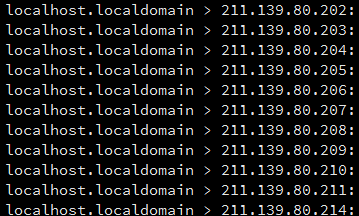 localhost.localdomain > 211.139.80.202:
localhost.localdomain > 211.139.80.203:
localhost.localdomain > 211.139.80.204:
localhost.localdomain > 211.139.80.205:
localhost.localdomain > 211.139.80.206:
localhost.localdomain > 211.139.80.207:
localhost.localdomain > 211.139.80.208:
localhost.localdomain > 211.139.80.209:
localhost.localdomain > 211.139.80.210:
localhost.localdomain > 211.139.80.211:
localhost.localdomain > 211.139.80.214: